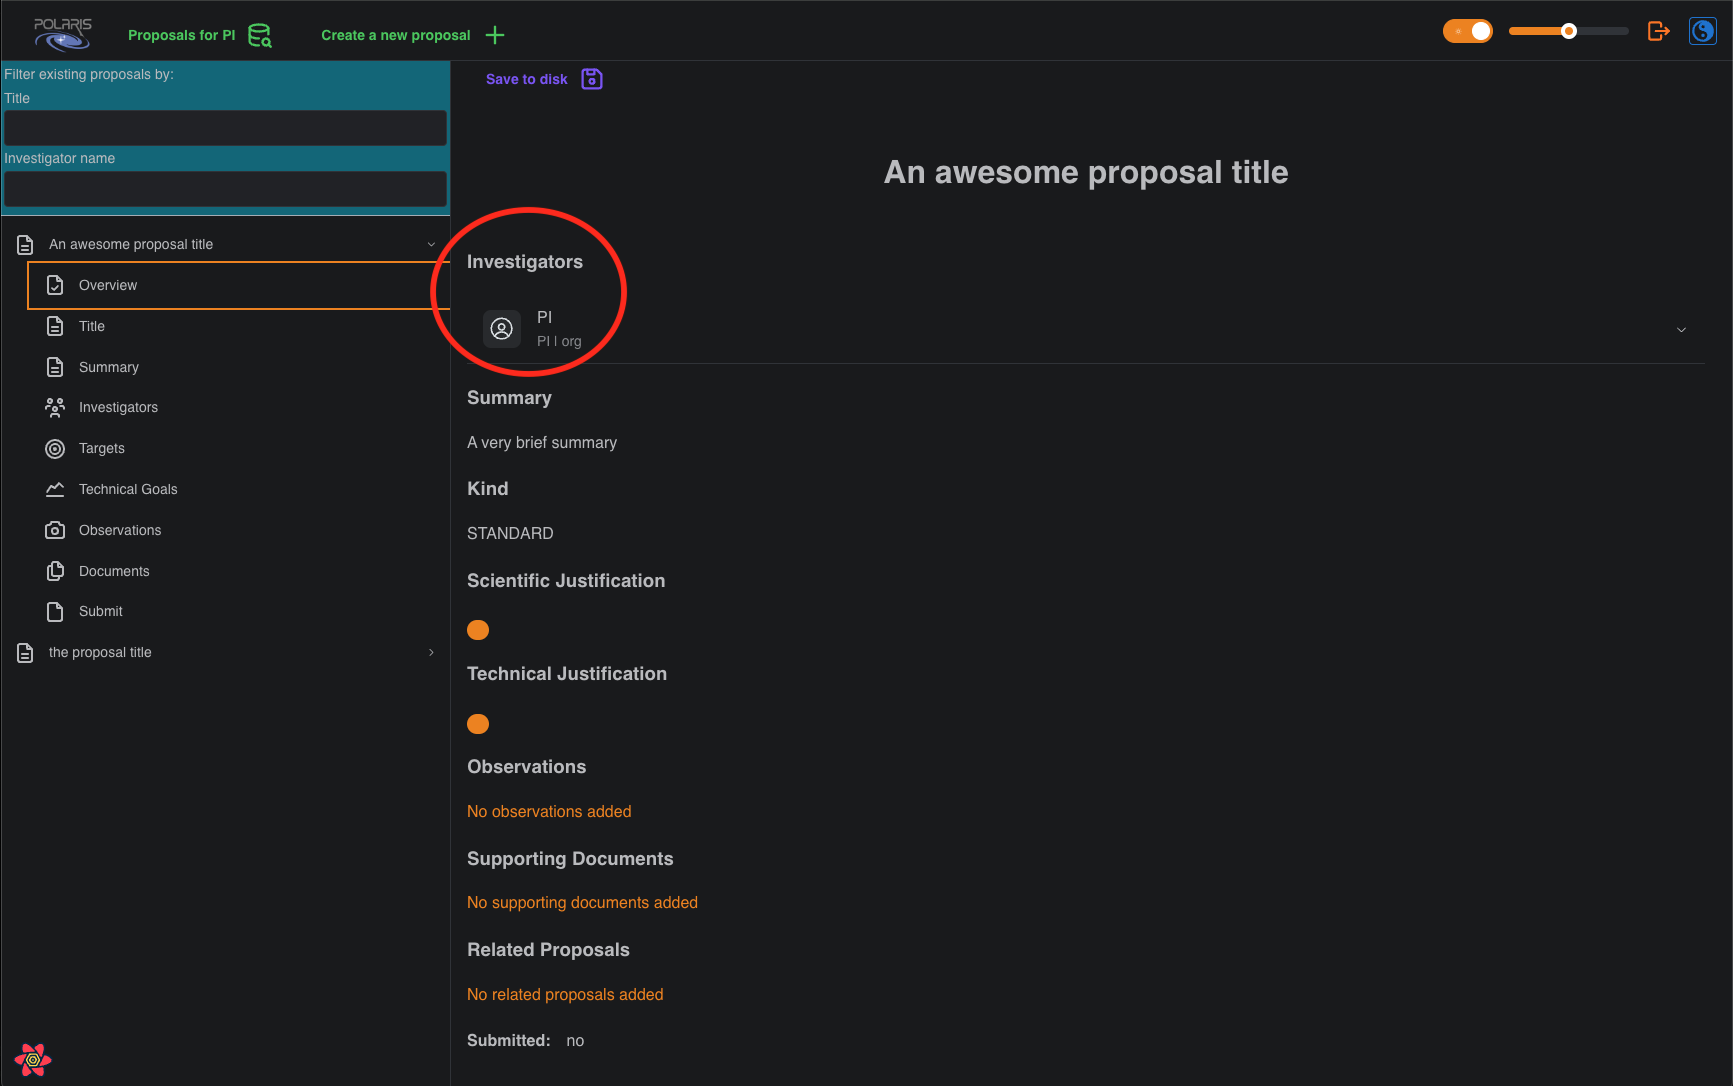 POLARIS
Proposals for PI
Create a new proposal
Filter existing proposals by:
Title
Investigator name
An awesome proposal title
Overview
Title
Summary
Investigators
Targets
Technical Goals
Observations
Documents
Submit
the proposal title
Save to disk
An awesome proposal title
Investigators
PI
PI | org
Summary
A very brief summary
Kind
STANDARD
Scientific Justification
Technical Justification
Observations
No observations added
Supporting Documents
No supporting documents added
Related Proposals
No related proposals added
Submitted: no